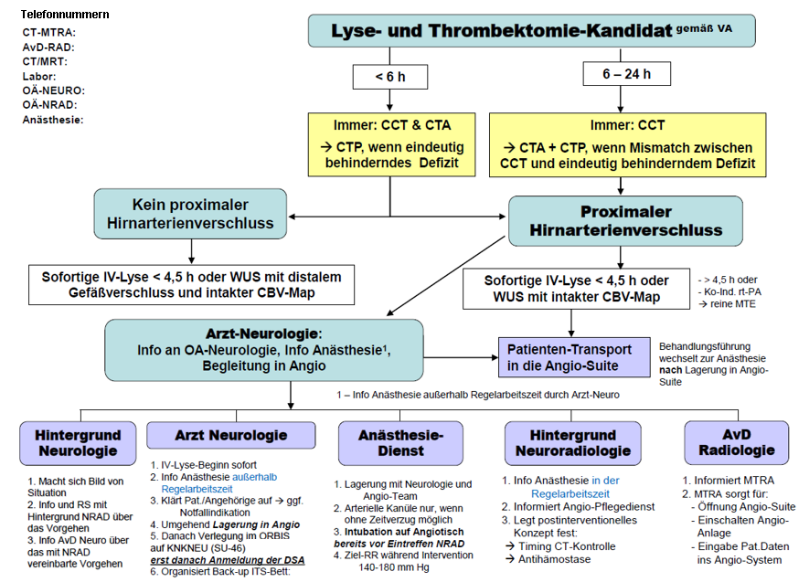 Telefonnummern
CT-MTRA:
AvD-RAD:
CT/MRT:
Labor:
OÄ-NEURO:
OÄ-NRAD:
Anästhesie:
Lyse- und Thrombektomie-Kandidat gemäß VA
< 6 h
6 – 24 h
Immer: CCT & CTA
→ CTP, wenn eindeutig
behinderndes Defizit
Immer: CCT
→ CTA + CTP, wenn Mismatch zwischen
CCT und eindeutig behinderndem Defizit
Kein proximaler
Hirnarterienverschluss
Proximaler
Hirnarterienverschluss
Sofortige IV-Lyse < 4,5 h oder WUS mit distalem
Gefäßverschluss und intakter CBV-Map
Sofortige IV-Lyse < 4,5 h oder
WUS mit intakter CBV-Map
- > 4,5 h oder
- Ko-Ind. rt-PA
→ reine MTE
Arzt-Neurologie:
Info an OA-Neurologie, Info Anästhesie¹,
Begleitung in Angio
Patienten-Transport
in die Angio-Suite
Behandlungsführung
wechselt zur Anästhesie
nach Lagerung in Angio-
Suite
1 – Info Anästhesie außerhalb Regelarbeitszeit durch Arzt-Neuro
Hintergrund
Neurologie
1. Macht sich Bild von
Situation
2. Info und RS mit
Hintergrund NRAD über
das Vorgehen
3. Info AvD Neuro über
das mit NRAD
vereinbarte Vorgehen
Arzt Neurologie
1. IV-Lyse-Beginn sofort
2. Info Anästhesie außerhalb
Regelarbeitszeit
3. Klärt Pat./Angehörige auf → ggf.
Notfallindikation
4. Umgehend Lagerung in Angio
5. Danach Verlegung im ORBIS
auf KNKNEU (SU-46)
erst danach Anmeldung der DSA
6. Organisiert Back-up ITS-Bett:
Anästhesie-
Dienst
1. Lagerung mit Neurologie und
Angio-Team
2. Arterielle Kanüle nur, wenn
ohne Zeitverzug möglich
3. Intubation auf Angiotisch
bereits vor Eintreffen NRAD
4. Ziel-RR während Intervention
140-180 mm Hg
Hintergrund
Neuroradiologie
1. Info Anästhesie in der
Regelarbeitszeit
2. Informiert Angio-Pflegedienst
3. Legt postinterventionelles
Konzept fest:
→ Timing CT-Kontrolle
→ Antihämostase
AvD
Radiologie
1. Informiert MTRA
2. MTRA sorgt für:
- Öffnung Angio-Suite
- Einschalten Angio-
Anlage
- Eingabe Pat.Daten
ins Angio-System